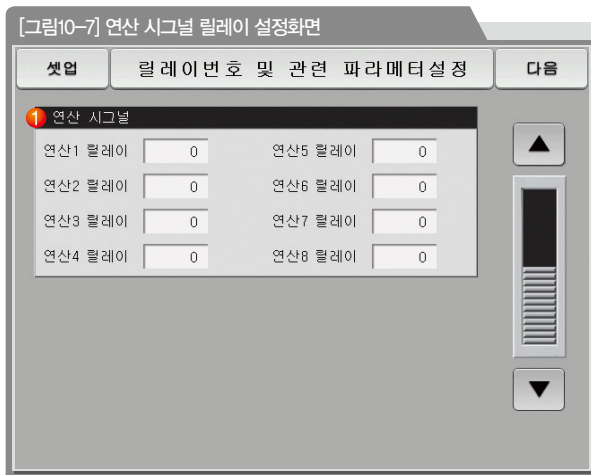 [그림10-7] 연산 시그널 릴레이 설정화면
셋업 릴레이번호 및 관련 파라메터설정 다음
1 연산 시그널
연산1 릴레이 0 연산5 릴레이 0
연산2 릴레이 0 연산6 릴레이 0
연산3 릴레이 0 연산7 릴레이 0
연산4 릴레이 0 연산8 릴레이 0